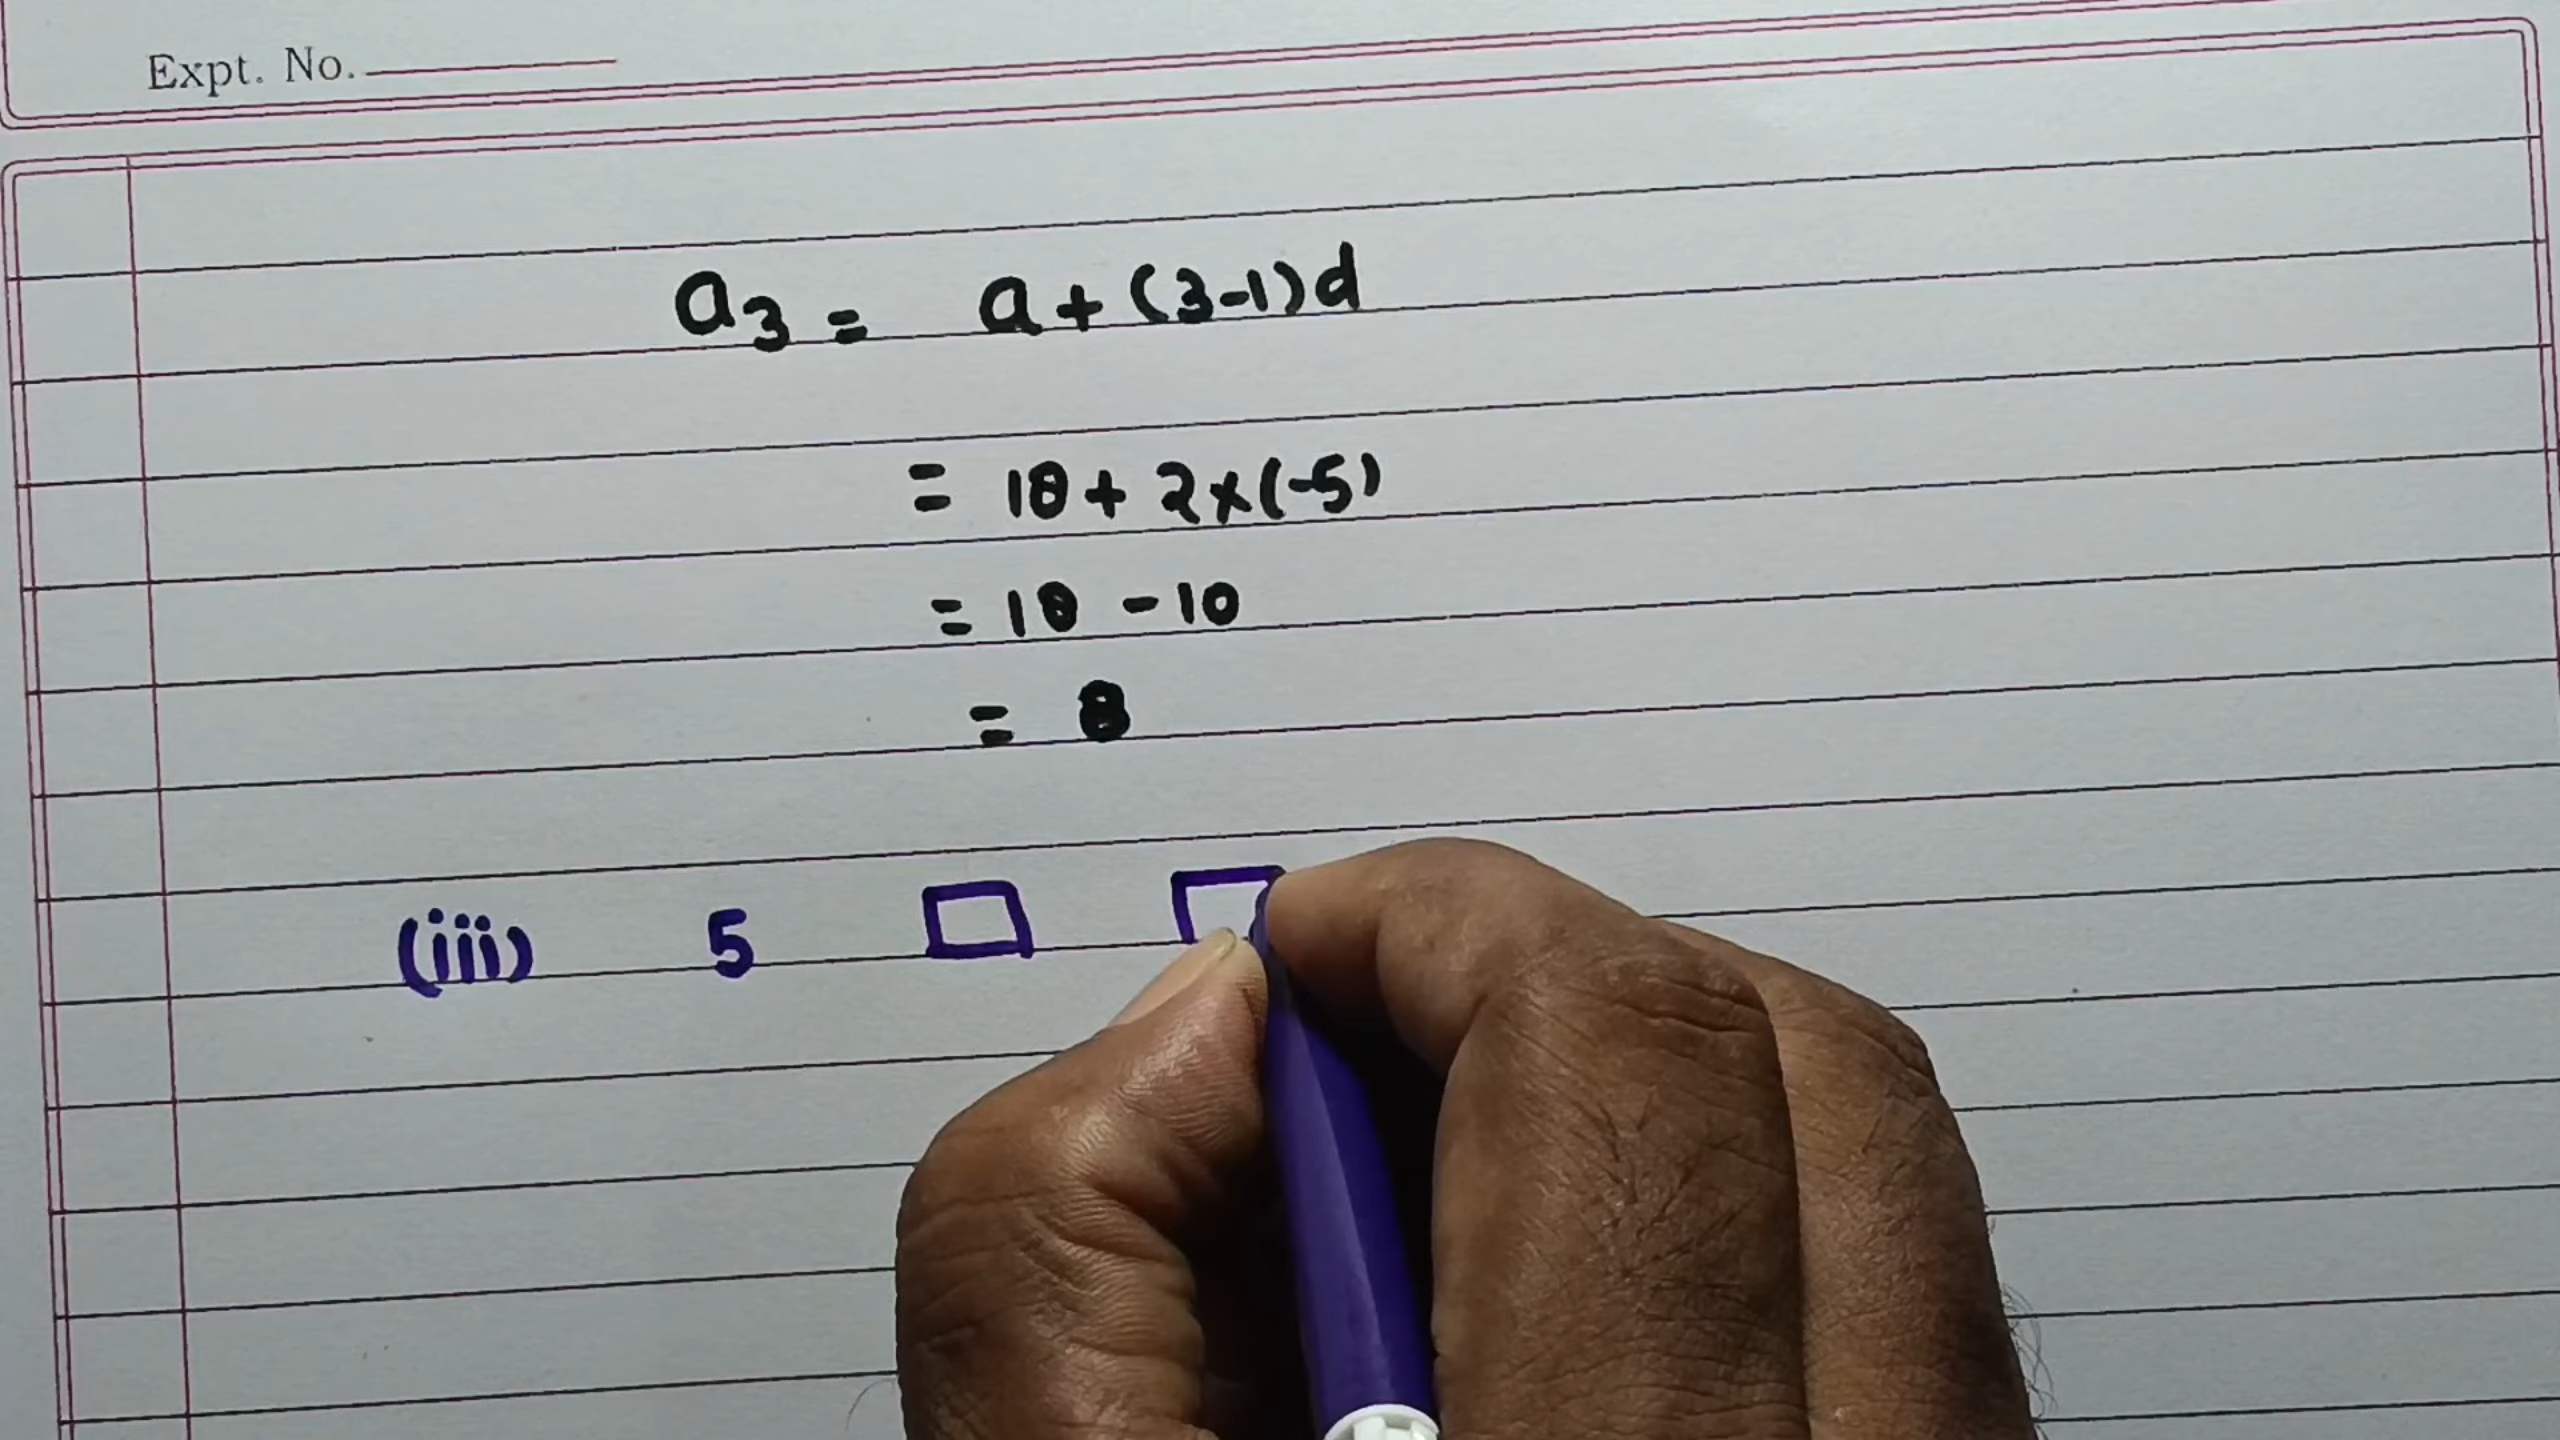 Expt. No.
a₃ = a + (3-1)d
= 18 + 2×(-5)
= 18 - 10
= 8
(iii) 5 □ □